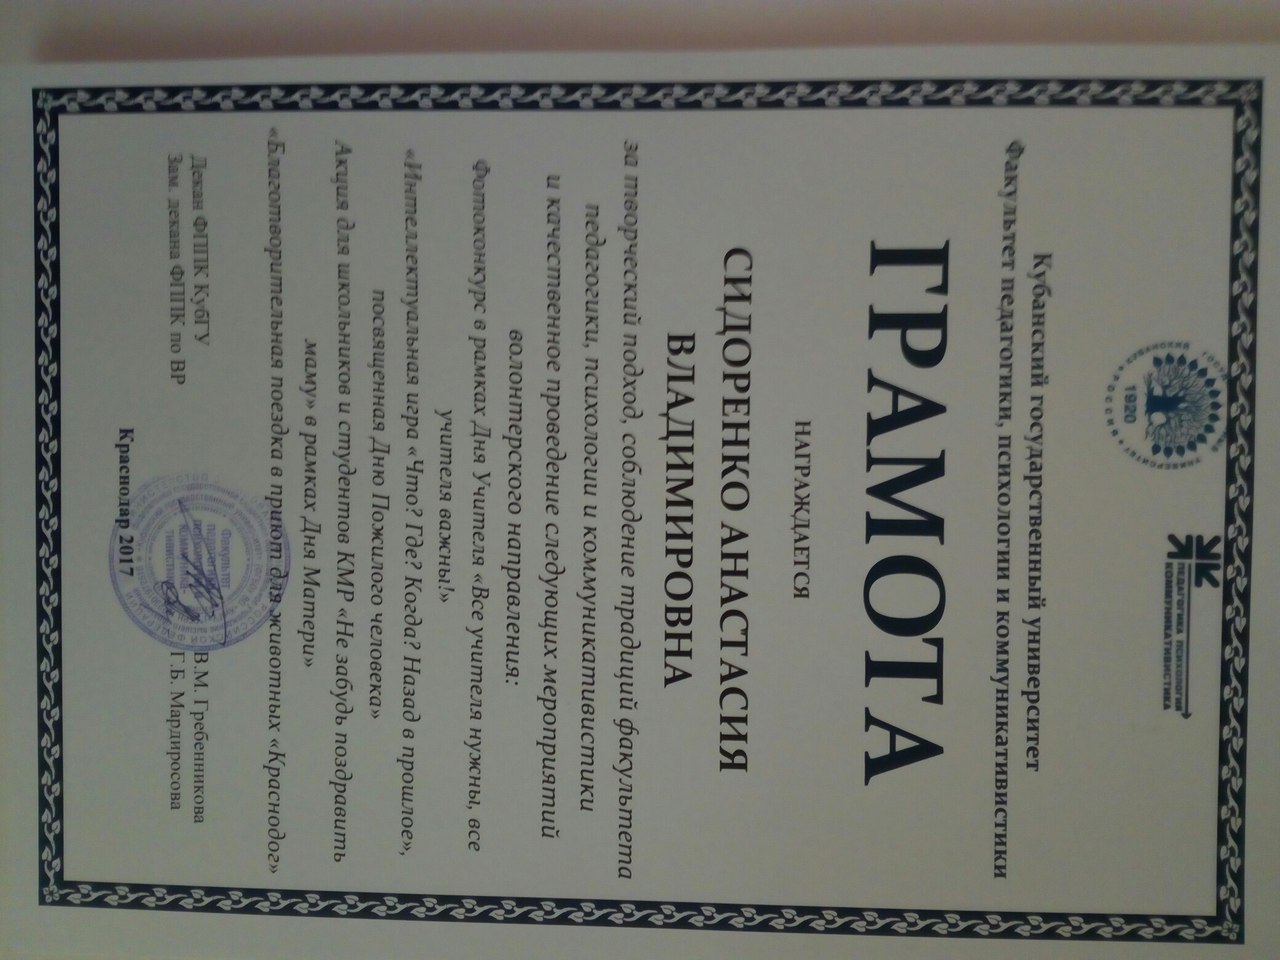 КУБАНСКИЙ ГОСУДАРСТВЕННЫЙ УНИВЕРСИТЕТ
РОССИЯ
1920
ПЕДАГОГИКА ПСИХОЛОГИЯ
КОММУНИКАТИВИСТИКА
Кубанский государственный университет
Факультет педагогики, психологии и коммуникативистики
ГРАМОТА
НАГРАЖДАЕТСЯ
СИДОРЕНКО АНАСТАСИЯ
ВЛАДИМИРОВНА
за творческий подход, соблюдение традиций факультета
педагогики, психологии и коммуникативистики
и качественное проведение следующих мероприятий
волонтерского направления:
Фотоконкурс в рамках Дня Учителя «Все учителя нужны, все
учителя важны!»
«Интеллектуальная игра «Что? Где? Когда? Назад в прошлое»,
посвященная Дню Пожилого человека»
Акция для школьников и студентов КМР «Не забудь поздравить
маму» в рамках Дня Матери»
«Благотворительная поездка в приют для животных «Краснодог»
Декан ФППК КубГУ В.М. Гребенникова
Зам. декана ФППК по ВР Г.Б. Мардиросова
Краснодар 2017